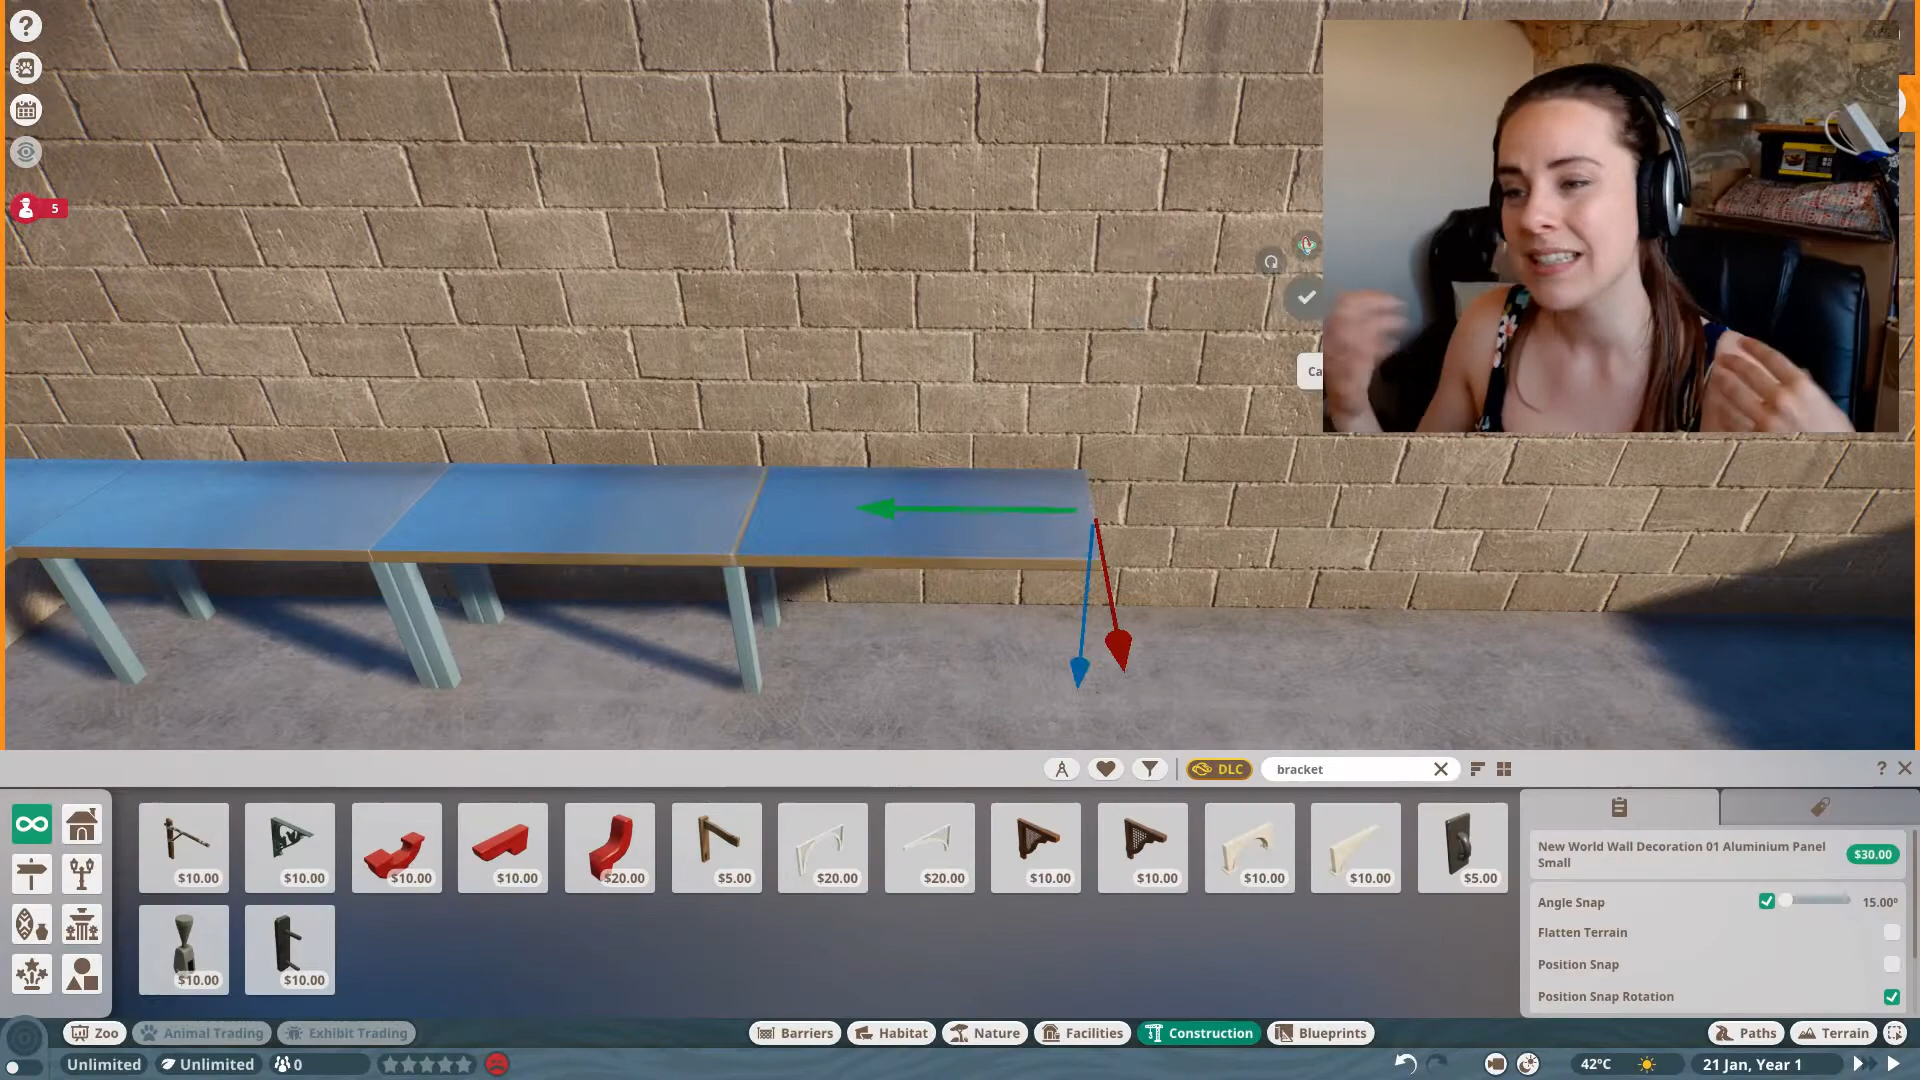 ?
5
Ca
DLC
bracket
?
$10.00
$10.00
$10.00
$10.00
$20.00
$5.00
$20.00
$20.00
$10.00
$10.00
$10.00
$10.00
$5.00
$10.00
$10.00
New World Wall Decoration 01 Aluminium Panel
Small
$30.00
Angle Snap
15.00°
Flatten Terrain
Position Snap
Position Snap Rotation
Zoo
Animal Trading
Exhibit Trading
Barriers
Habitat
Nature
Facilities
Construction
Blueprints
Paths
Terrain
Unlimited
Unlimited
0
42°C
21 Jan, Year 1